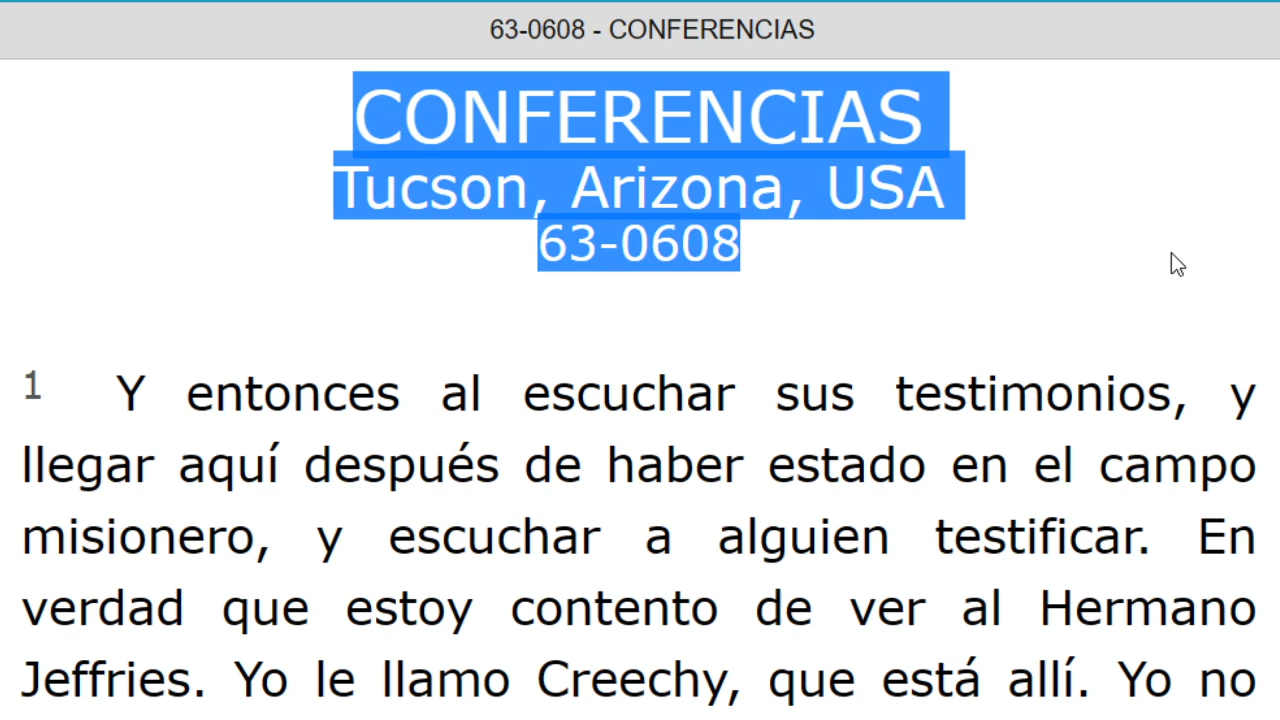 63-0608 - CONFERENCIAS
CONFERENCIAS
Tucson, Arizona, USA
63-0608
1 Y entonces al escuchar sus testimonios, y
llegar aquí después de haber estado en el campo
misionero, y escuchar a alguien testificar. En
verdad que estoy contento de ver al Hermano
Jeffries. Yo le llamo Creechy, que está allí. Yo no